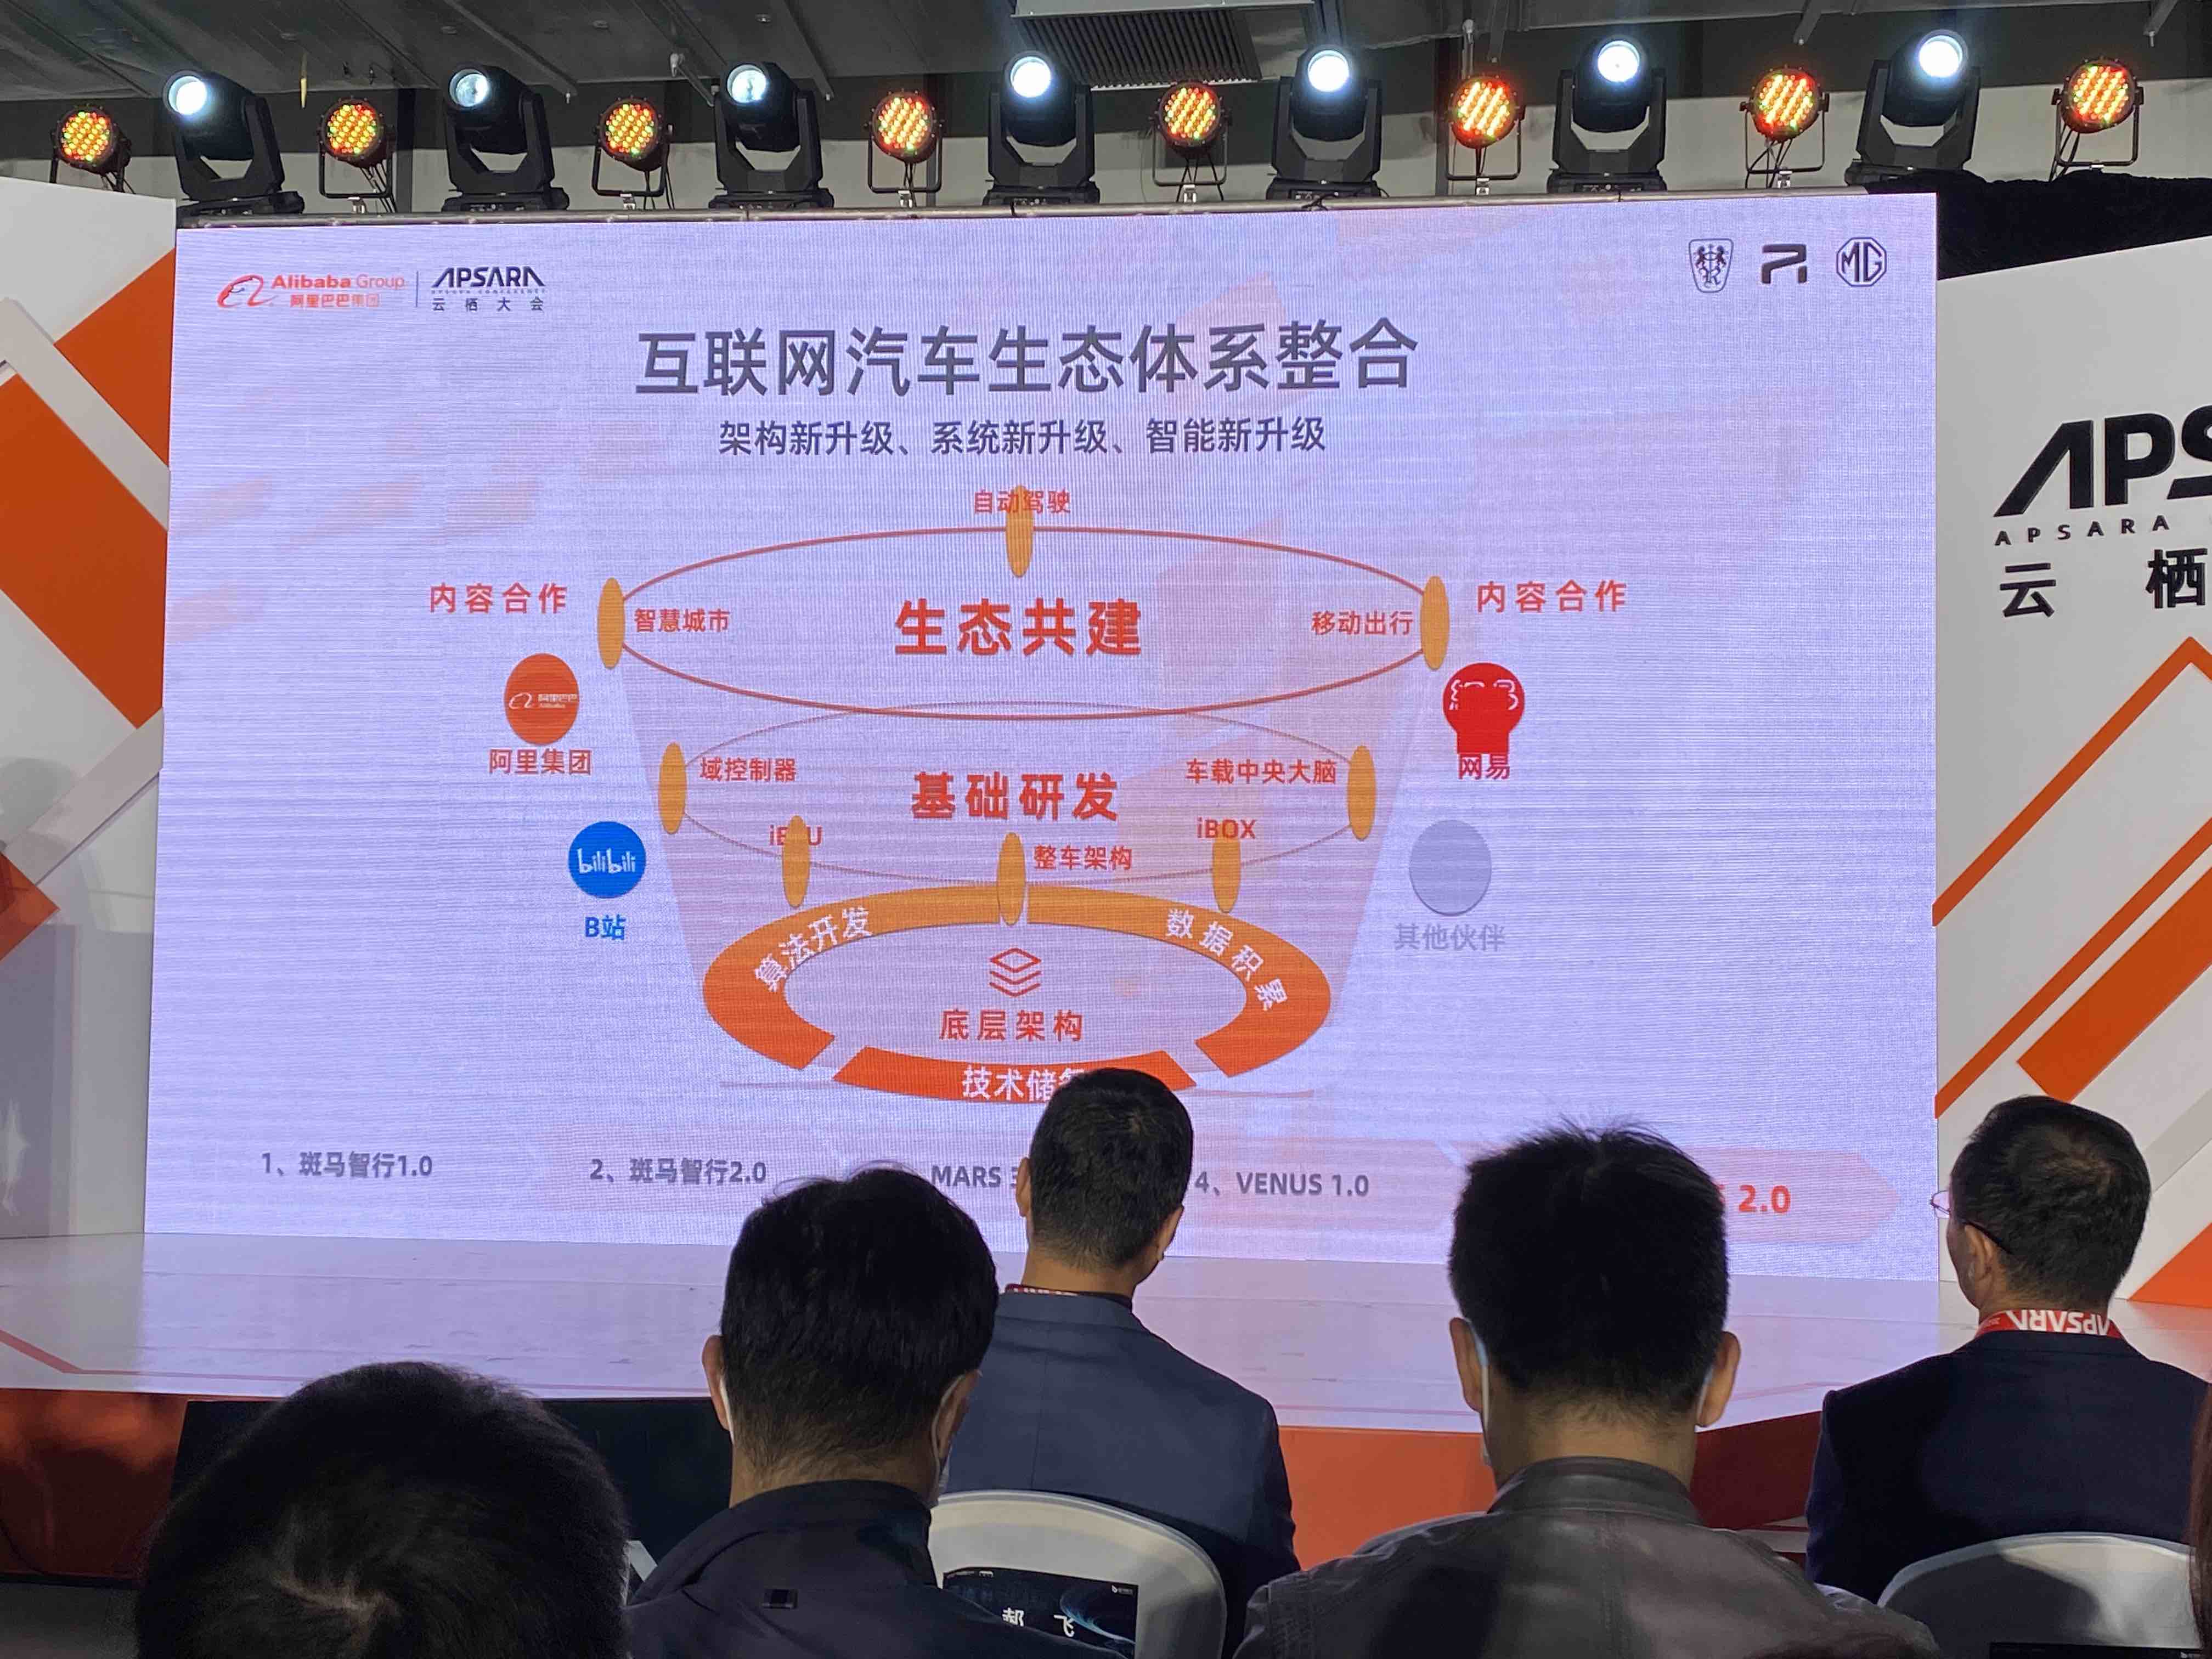 Alibaba Group
阿里巴巴集团
APSARA
APSARA CONFERENCE
云栖大会
MG
互联网汽车生态体系整合
架构新升级、系统新升级、智能新升级
自动驾驶
内容合作
智慧城市
生态共建
移动出行
内容合作
阿里巴巴
Alibaba
阿里集团
网易
网易
域控制器
基础研发
车载中央大脑
iBOX
整车架构
bilibili
B站
其他伙伴
算法开发
数据积累
底层架构
技术储
1、斑马智行1.0
2、斑马智行2.0
MARS
4、VENUS 1.0
2.0
APS
APSARA
云 栖
APSARA
郝 飞